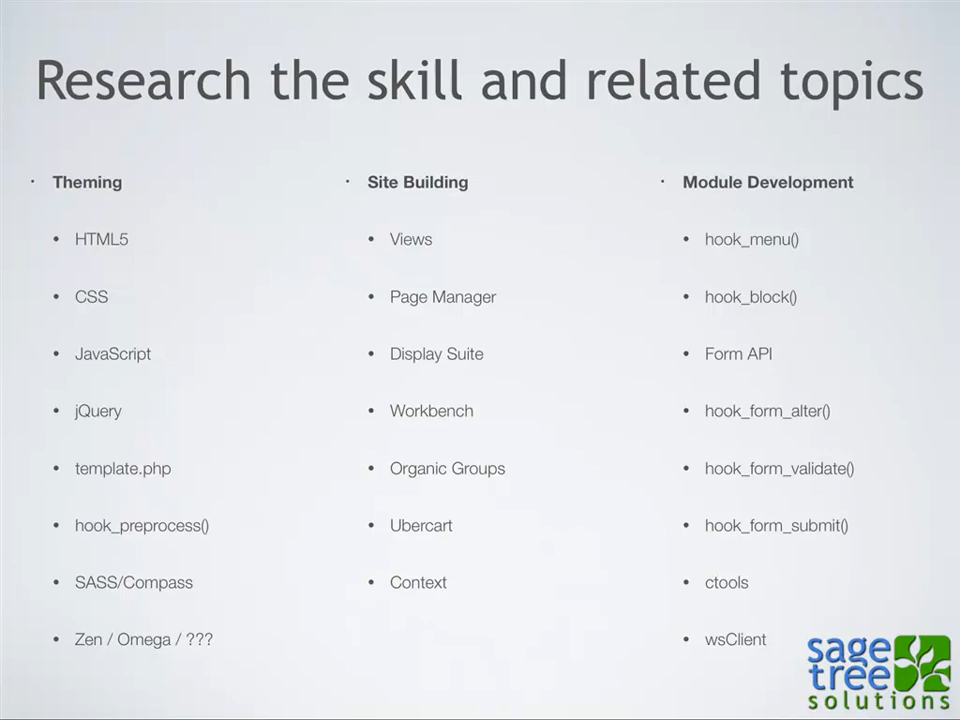 Research the skill and related topics
Theming
HTML5
CSS
JavaScript
jQuery
template.php
hook_preprocess()
SASS/Compass
Zen / Omega / ???
Site Building
Views
Page Manager
Display Suite
Workbench
Organic Groups
Ubercart
Context
Module Development
hook_menu()
hook_block()
Form API
hook_form_alter()
hook_form_validate()
hook_form_submit()
ctools
wsClient
sage
tree
solutions